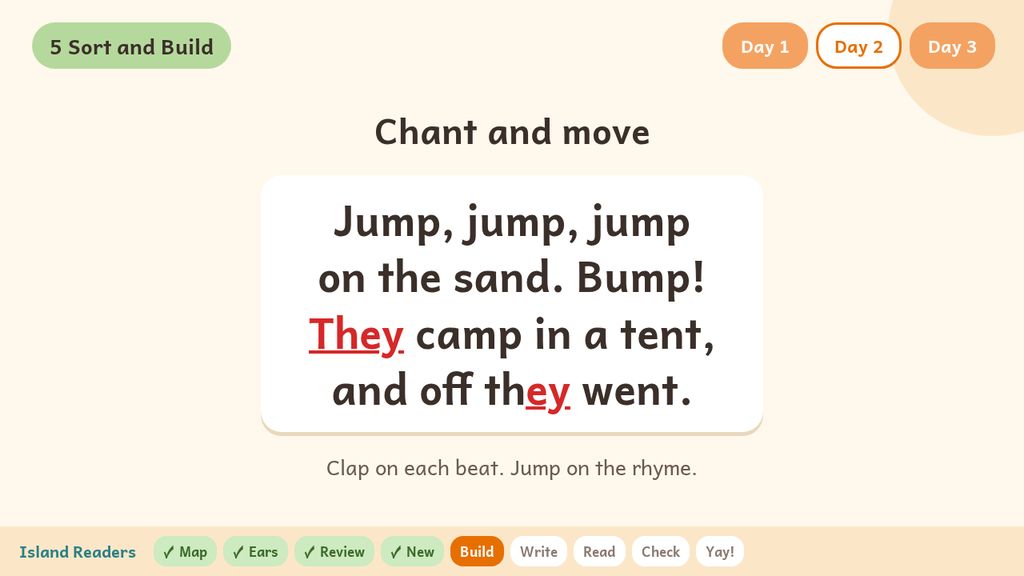 5 Sort and Build
Day 1
Day 2
Day 3
Chant and move
Jump, jump, jump
on the sand. Bump!
They camp in a tent,
and off they went.
Clap on each beat. Jump on the rhyme.
Island Readers
✓ Map
✓ Ears
✓ Review
✓ New
Build
Write
Read
Check
Yay!